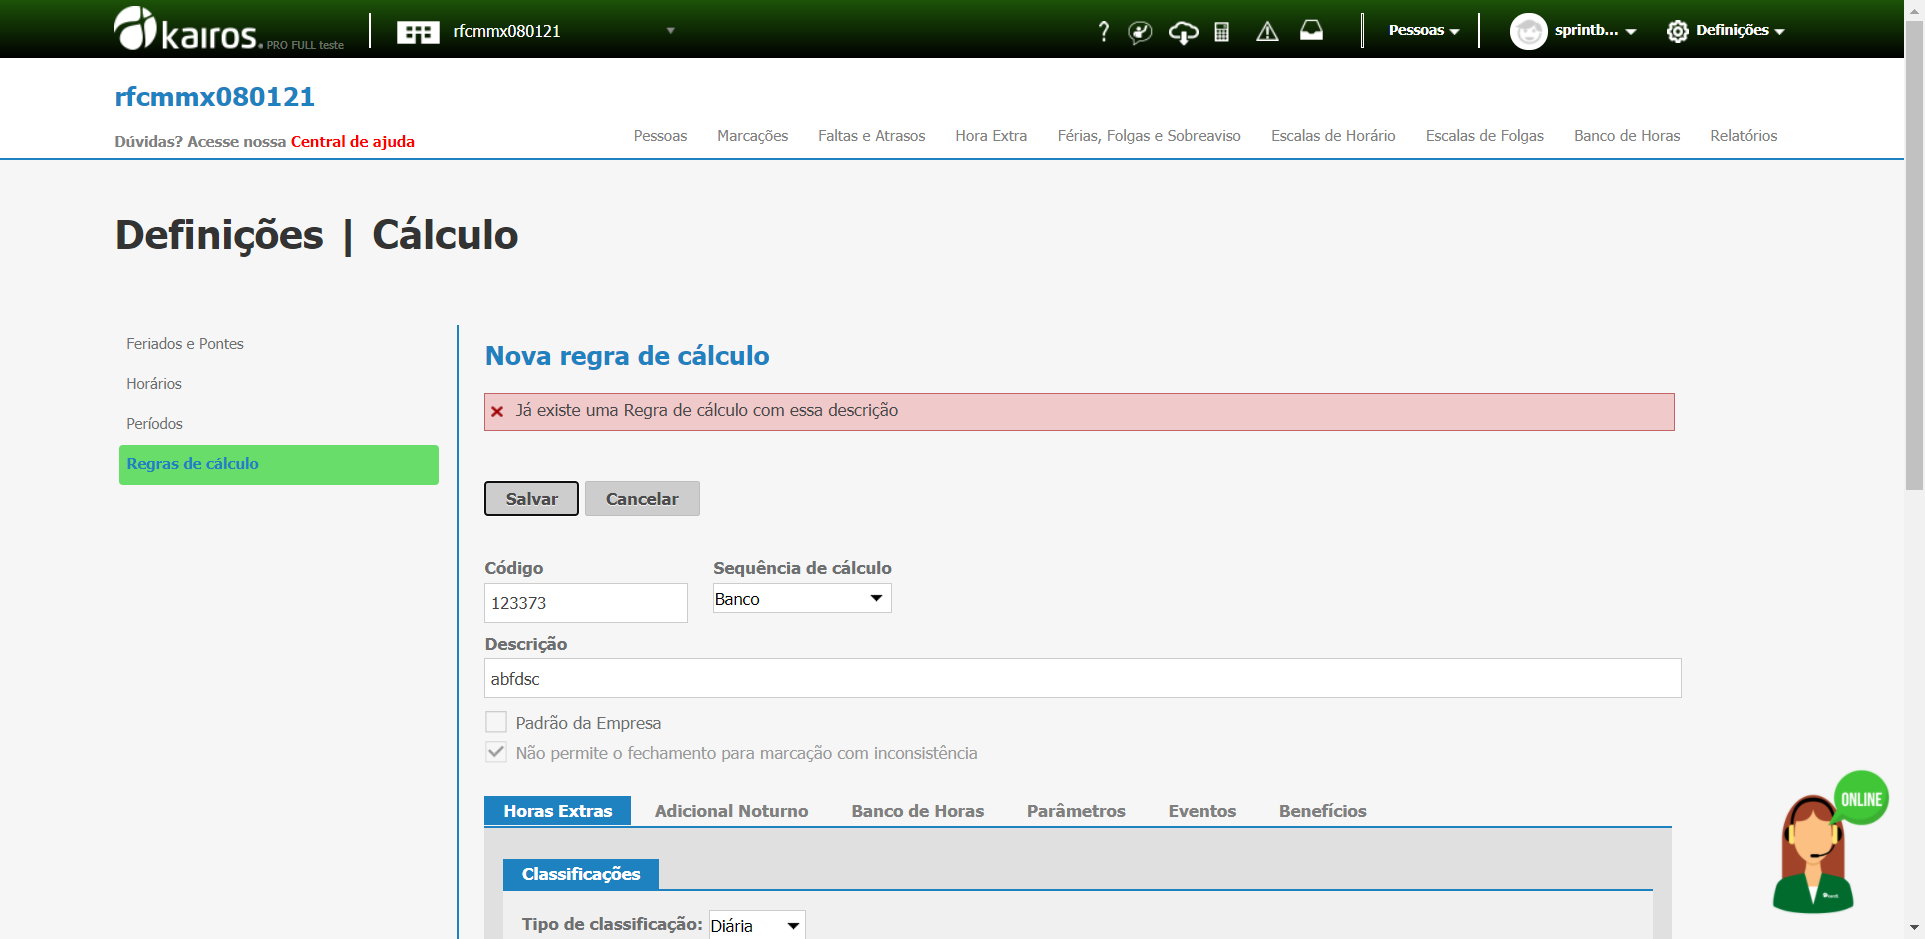 kairos. PRO FULL teste
rfcmmx080121
?
Pessoas
sprintb...
Definições
rfcmmx080121
Dúvidas? Acesse nossa Central de ajuda
Pessoas Marcações Faltas e Atrasos Hora Extra Férias, Folgas e Sobreaviso Escalas de Horário Escalas de Folgas Banco de Horas Relatórios
Definições | Cálculo
Feriados e Pontes
Horários
Períodos
Regras de cálculo
Nova regra de cálculo
Já existe uma Regra de cálculo com essa descrição
Salvar Cancelar
Código Sequência de cálculo
123373 Banco
Descrição
abfdsc
Padrão da Empresa
Não permite o fechamento para marcação com inconsistência
Horas Extras Adicional Noturno Banco de Horas Parâmetros Eventos Benefícios
Classificações
Tipo de classificação: Diária
ONLINE